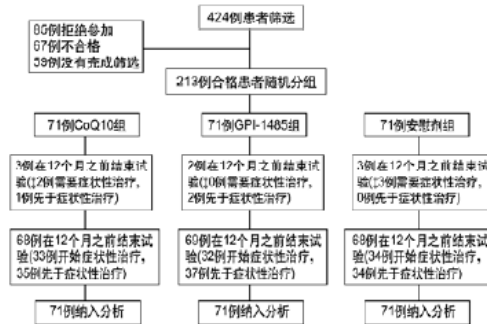 424例患者筛选
85例拒绝参加
67例不合格
59例没有完成筛选
213例合格患者随机分组
71例CoQ10组
71例GPI-1485组
71例安慰剂组
3例在12个月之前结束试
验(2例需要症状性治疗，
1例先于症状性治疗)
2例在12个月之前结束试
验(0例需要症状性治疗，
2例先于症状性治疗)
3例在12个月之前结束试
验(3例需要症状性治疗，
0例先于症状性治疗)
68例在12个月之前结束试
验(33例开始症状性治疗，
35例先于症状性治疗)
69例在12个月之前结束试
验(32例开始症状性治疗，
37例先于症状性治疗)
68例在12个月之前结束试
验(34例开始症状性治疗，
34例先于症状性治疗)
71例纳入分析
71例纳入分析
71例纳入分析